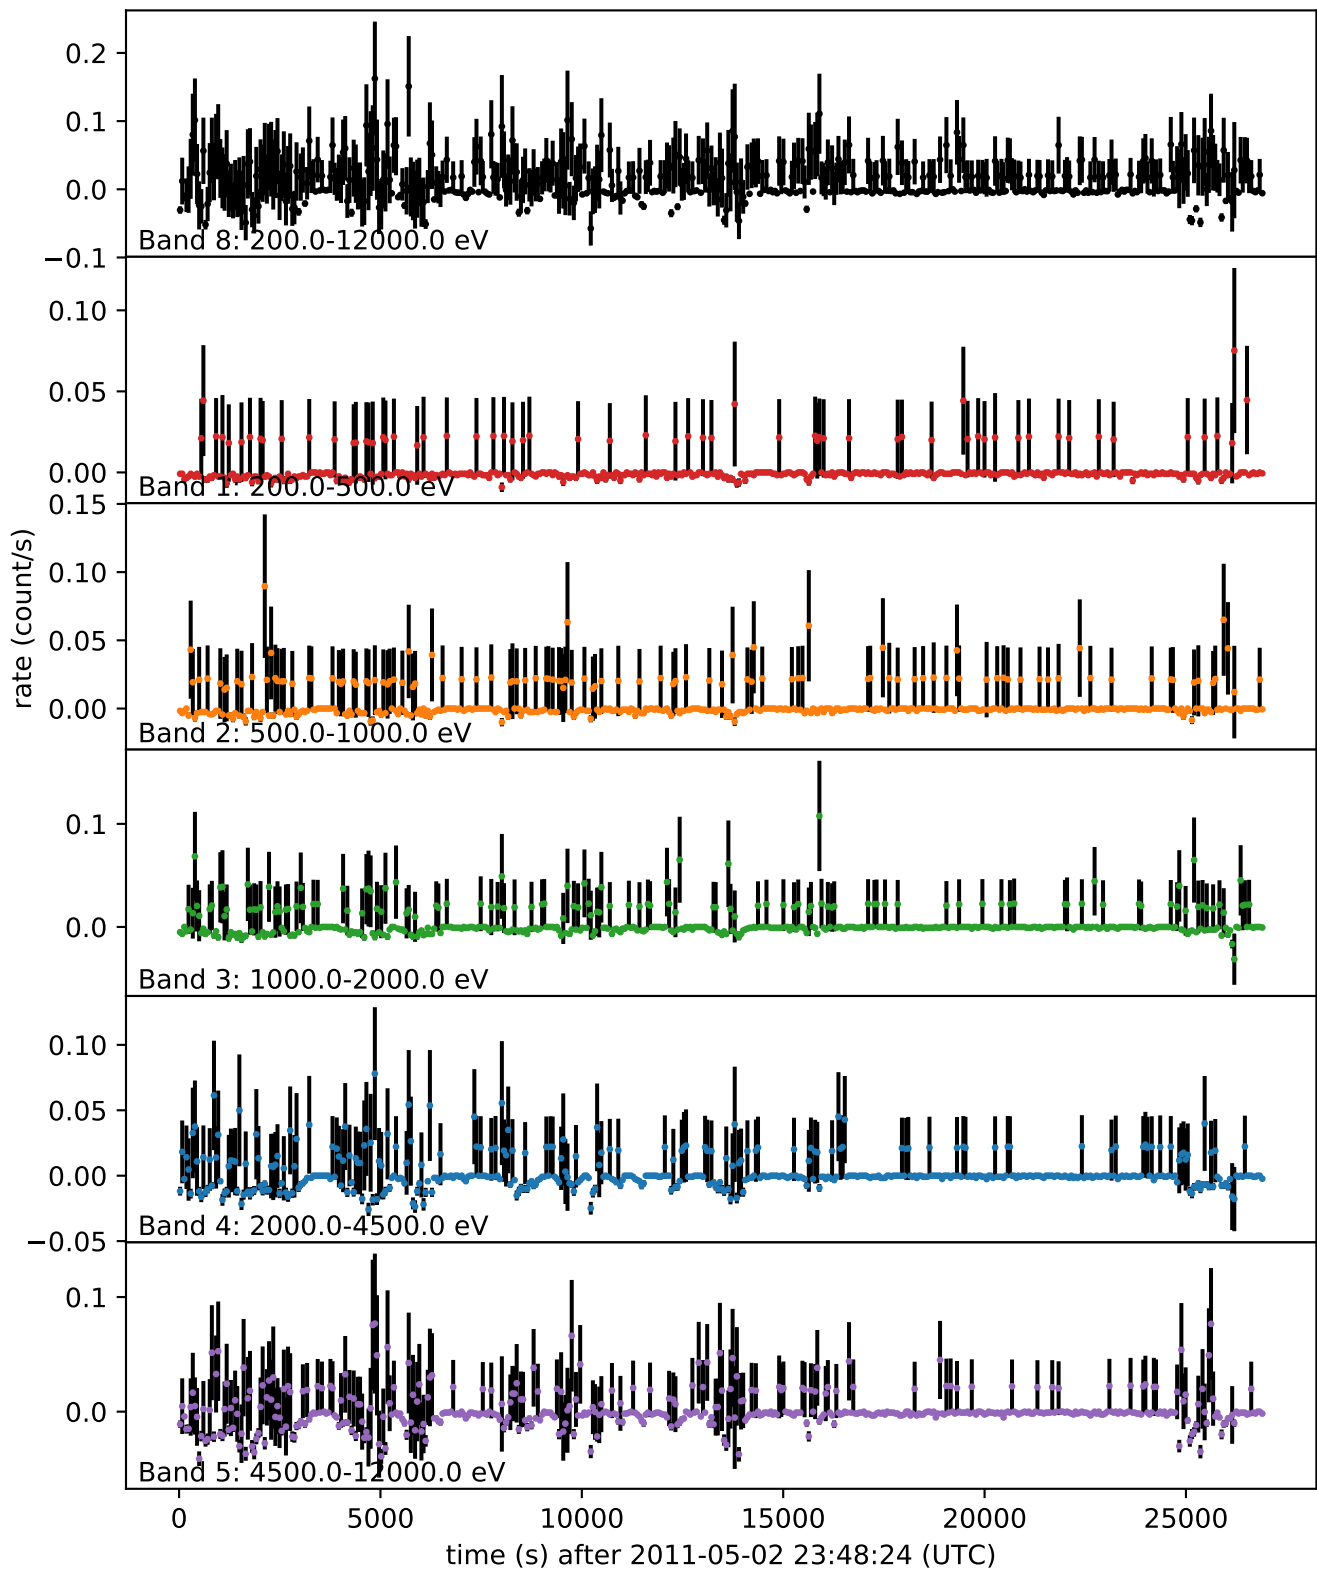 0.2
0.1
0.0
−0.1
Band 8: 200.0-12000.0 eV
0.10
0.05
0.00
Band 1: 200.0-500.0 eV
0.15
0.10
0.05
0.00
Band 2: 500.0-1000.0 eV
rate (count/s)
0.1
0.0
Band 3: 1000.0-2000.0 eV
0.10
0.05
0.00
−0.05
Band 4: 2000.0-4500.0 eV
0.1
0.0
Band 5: 4500.0-12000.0 eV
0 5000 10000 15000 20000 25000
time (s) after 2011-05-02 23:48:24 (UTC)